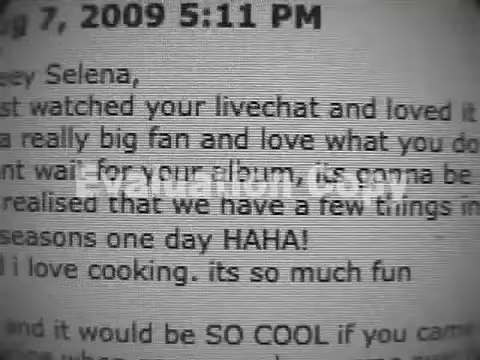 7, 2009 5:11 PM
eey Selena,
st watched your livechat and loved it
a really big fan and love what you do
nt wait for your album, its gonna be
Evaluation Copy
realised that we have a few things in
seasons one day HAHA!
i love cooking. its so much fun
and it would be SO COOL if you came